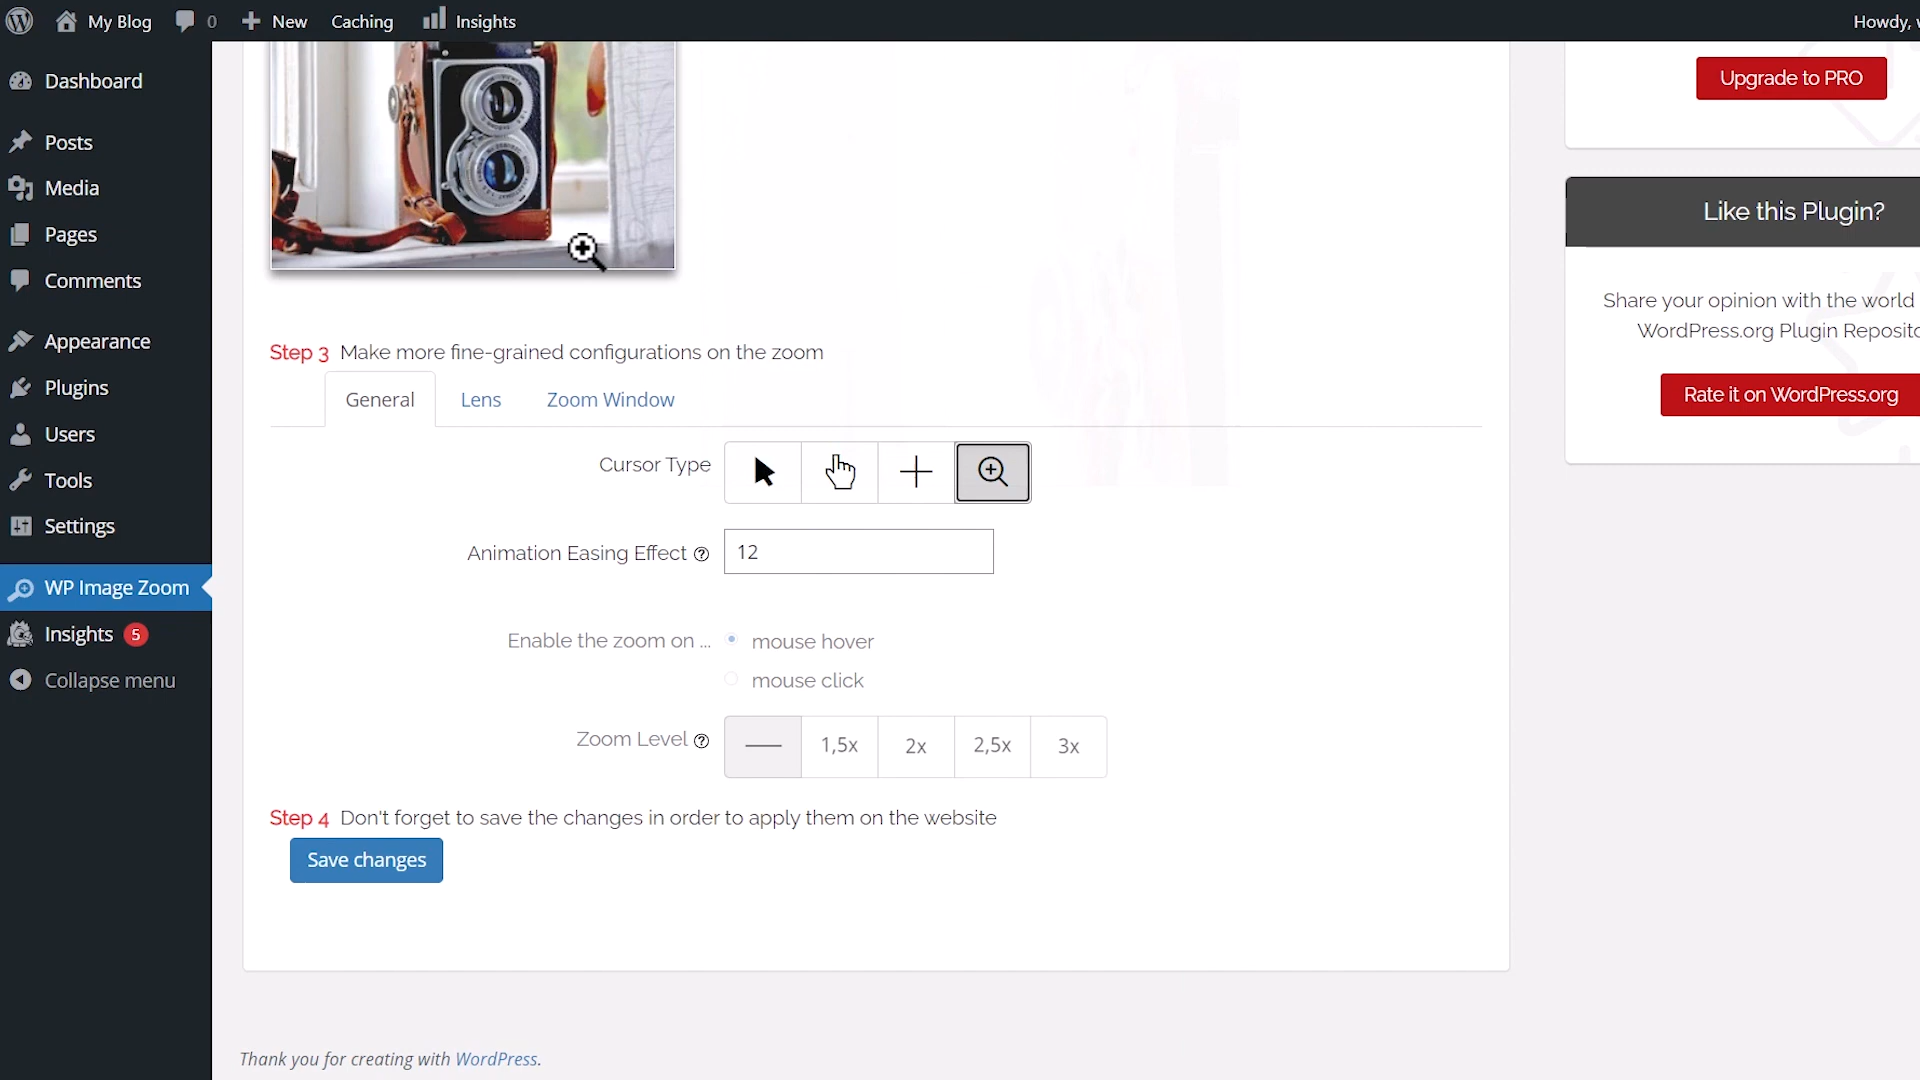 My Blog
0
New
Caching
Insights
Howdy,
Dashboard
Posts
Media
Pages
Comments
Appearance
Plugins
Users
Tools
Settings
WP Image Zoom
Insights 5
Collapse menu
Step 3 Make more fine-grained configurations on the zoom
General
Lens
Zoom Window
Cursor Type
Animation Easing Effect
12
Enable the zoom on ...
mouse hover
mouse click
Zoom Level
1,5x
2x
2,5x
3x
Step 4 Don't forget to save the changes in order to apply them on the website
Save changes
Thank you for creating with WordPress.
Upgrade to PRO
Like this Plugin?
Share your opinion with the world
WordPress.org Plugin
Rate it on WordPress.org